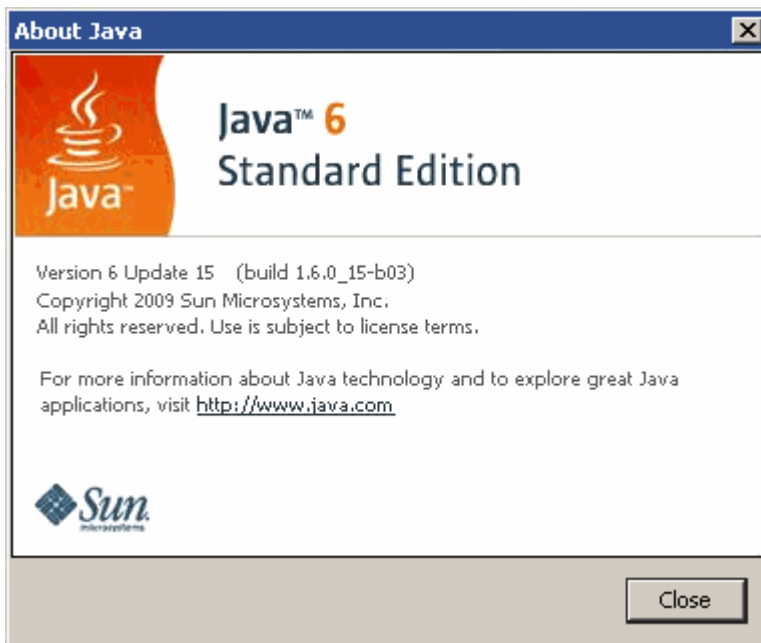 About Java
Java™
Java™ 6
Standard Edition
Version 6 Update 15 (build 1.6.0_15-b03)
Copyright 2009 Sun Microsystems, Inc.
All rights reserved. Use is subject to license terms.
For more information about Java technology and to explore great Java
applications, visit http://www.java.com
Sun
microsystems
Close